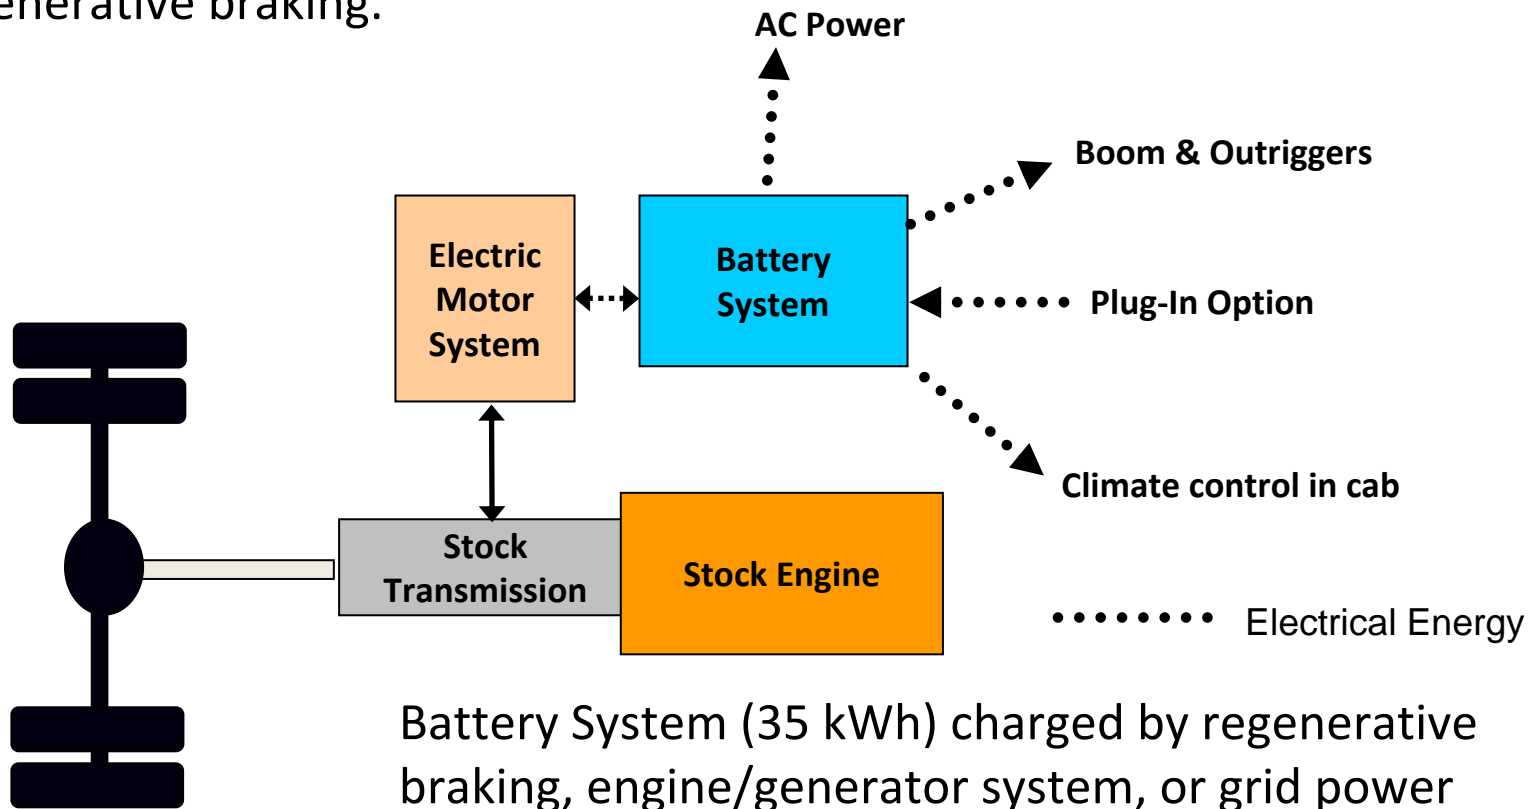 enerative braking.
AC Power
Boom & Outriggers
Electric
Motor
System
Battery
System
Plug-In Option
Climate control in cab
Stock
Transmission
Stock Engine
Electrical Energy
Battery System (35 kWh) charged by regenerative
braking, engine/generator system, or grid power